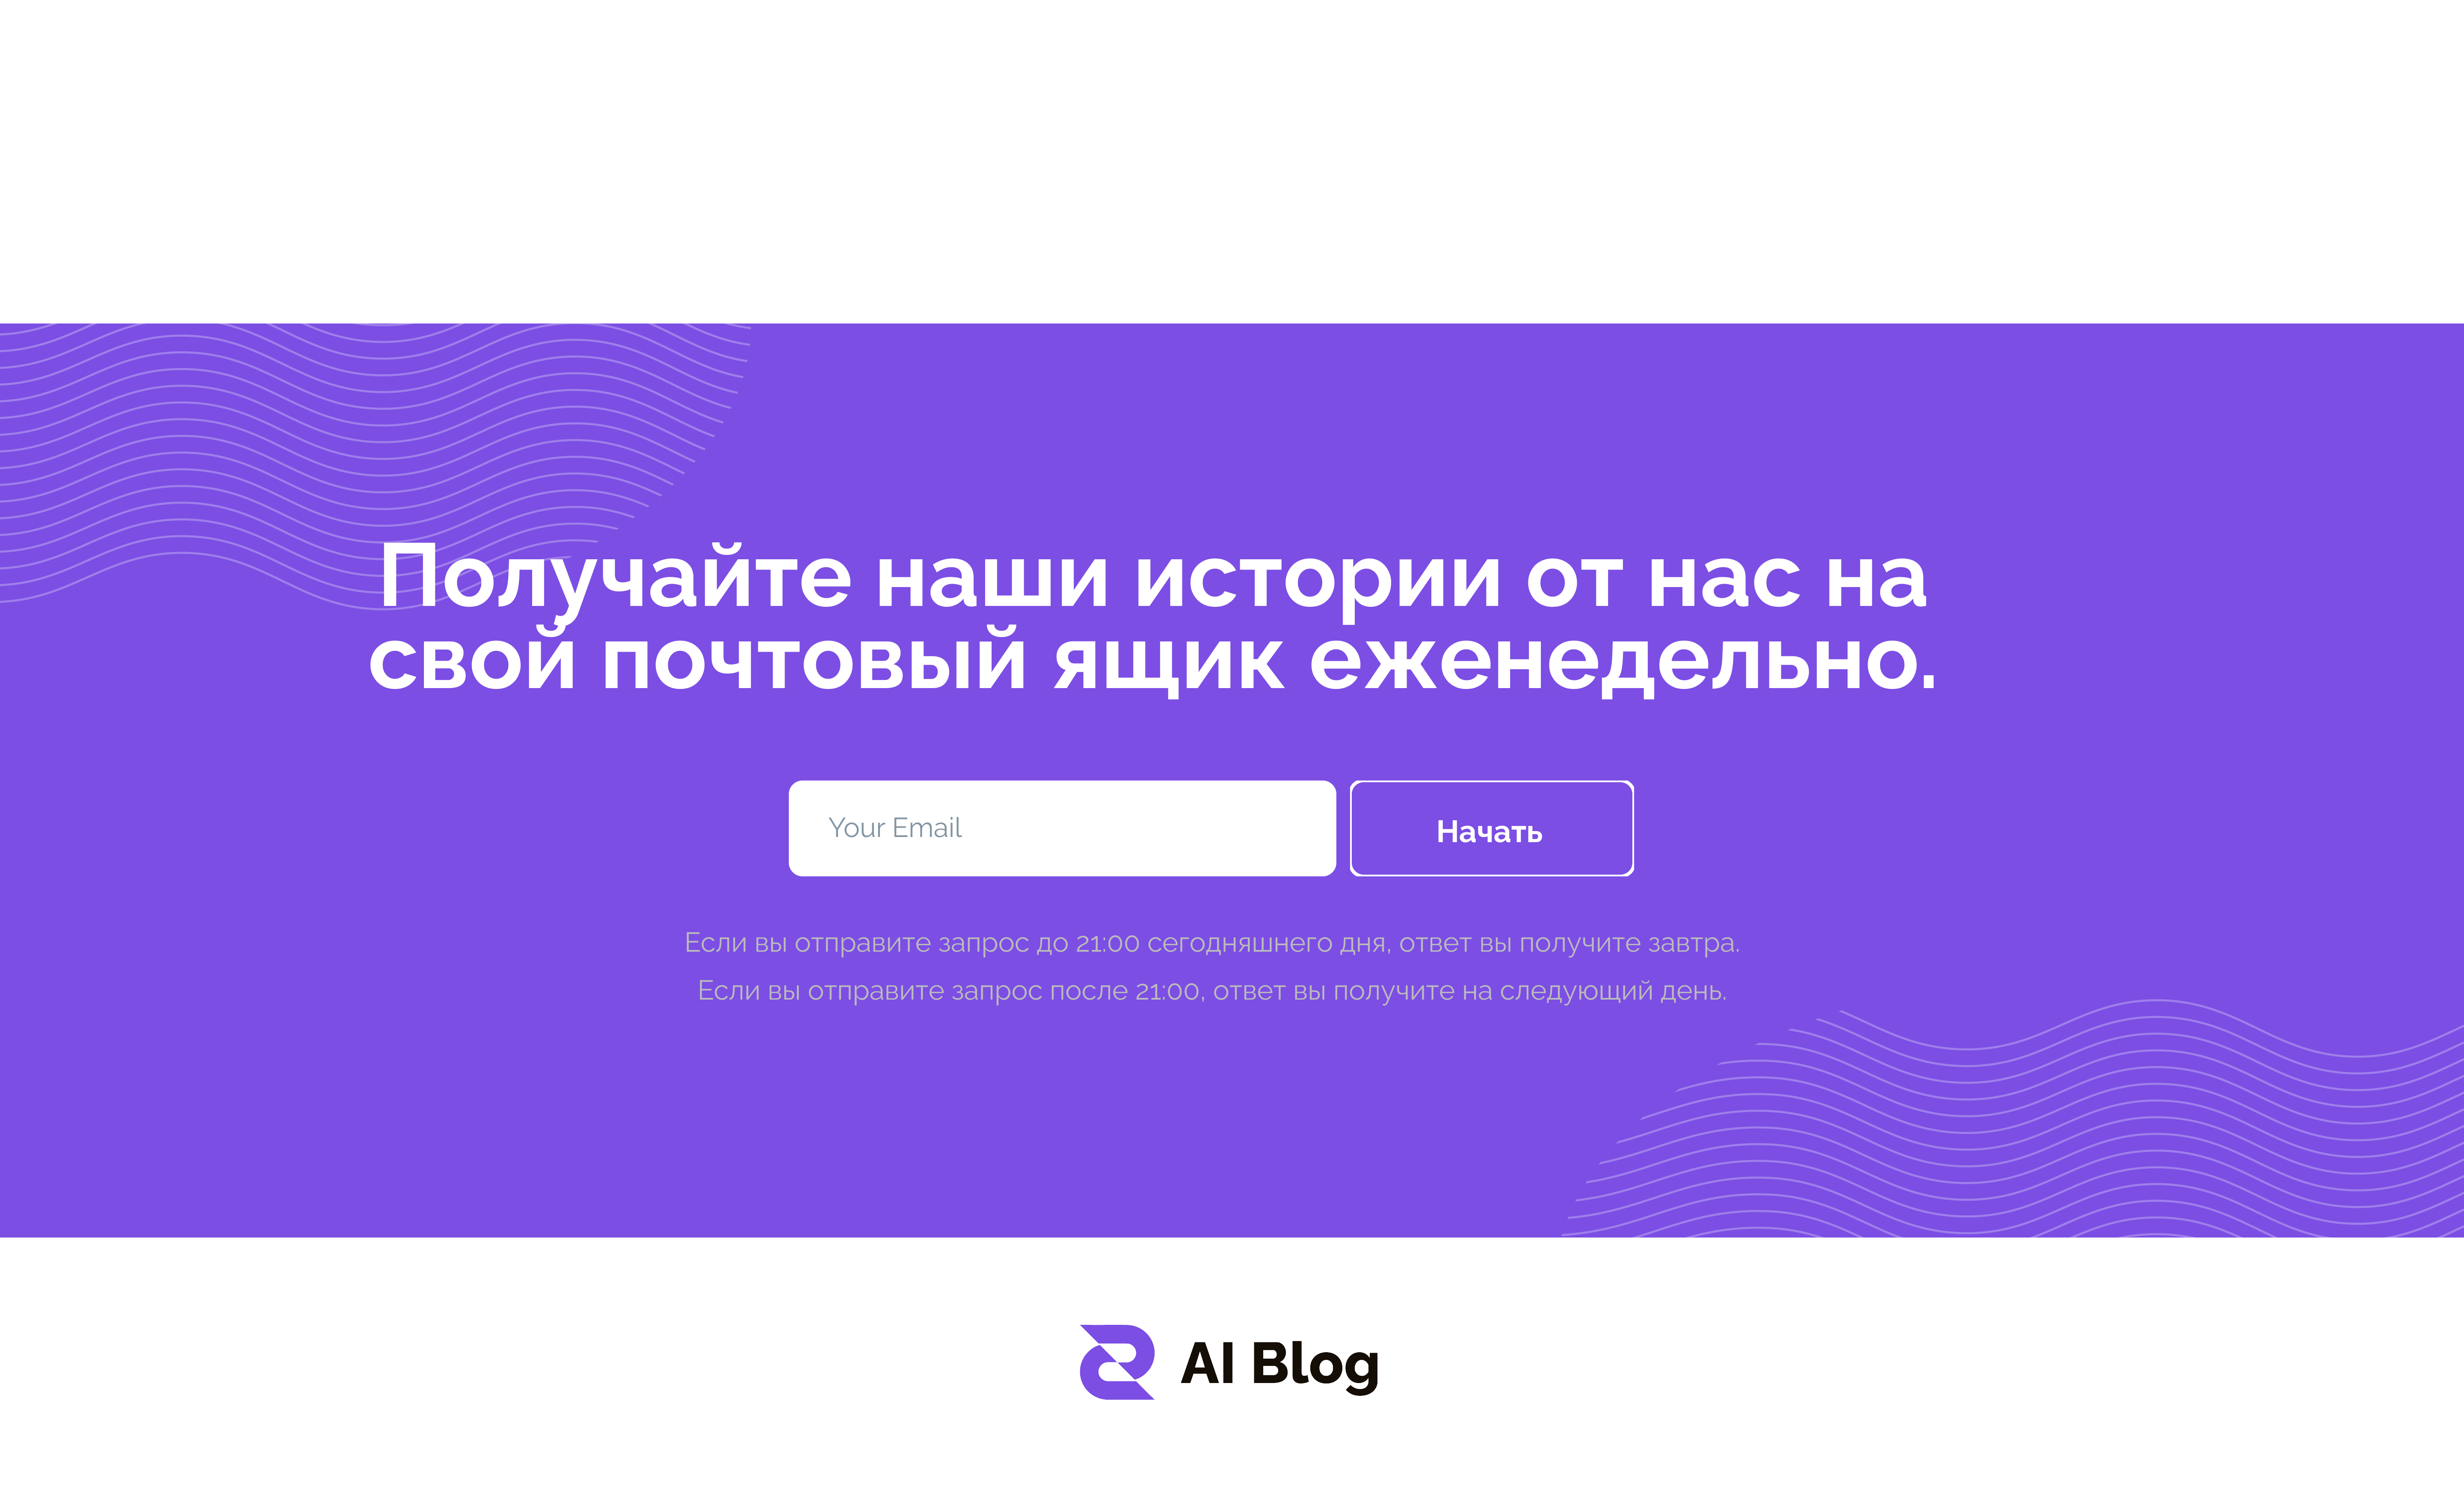 Получайте наши истории от нас на
свой почтовый ящик еженедельно.
Your Email
Начать
Если вы отправите запрос до 21:00 сегодняшнего дня, ответ вы получите завтра.
Если вы отправите запрос после 21:00, ответ вы получите на следующий день.
AI Blog